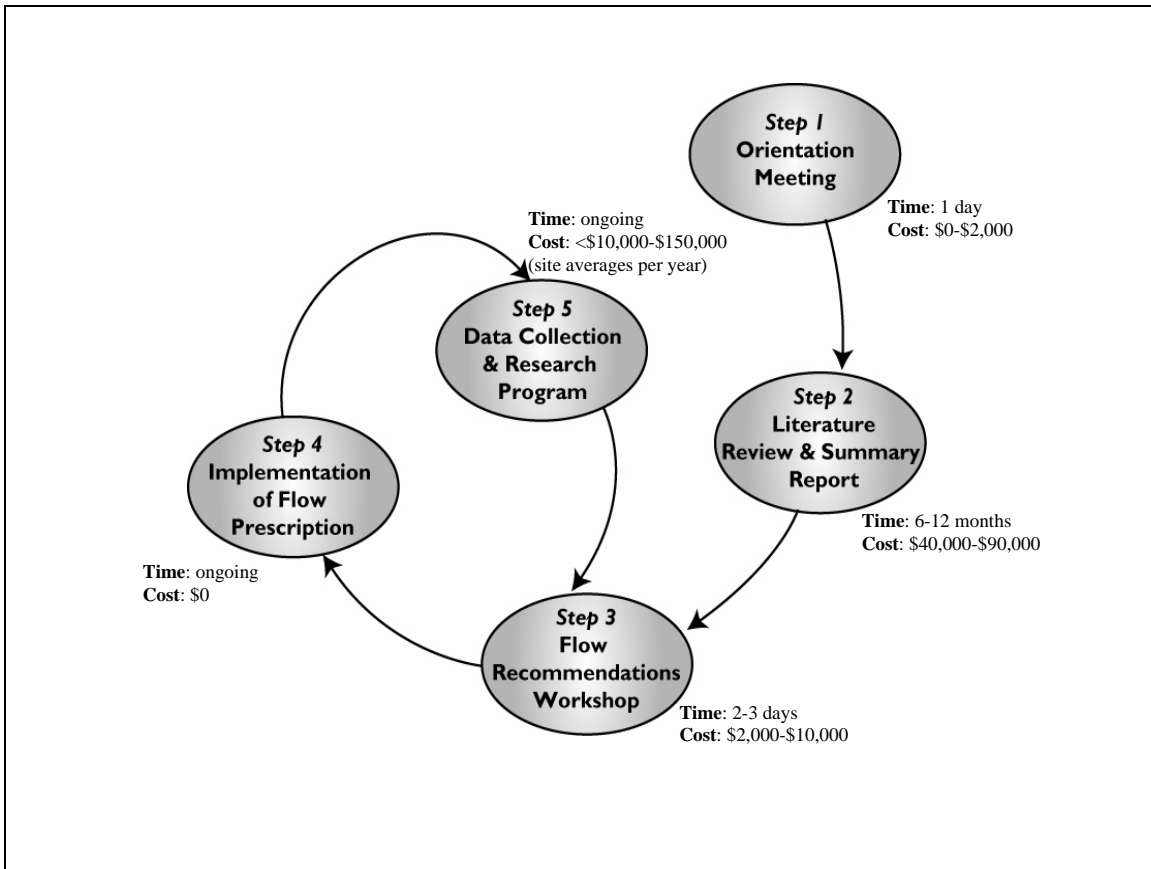 Step 1
Orientation
Meeting
Time: 1 day
Cost: $0-$2,000
Step 2
Literature
Review & Summary
Report
Time: 6-12 months
Cost: $40,000-$90,000
Step 3
Flow
Recommendations
Workshop
Time: 2-3 days
Cost: $2,000-$10,000
Step 4
Implementation
of Flow
Prescription
Time: ongoing
Cost: $0
Time: ongoing
Cost: <$10,000-$150,000
(site averages per year)
Step 5
Data Collection
& Research
Program